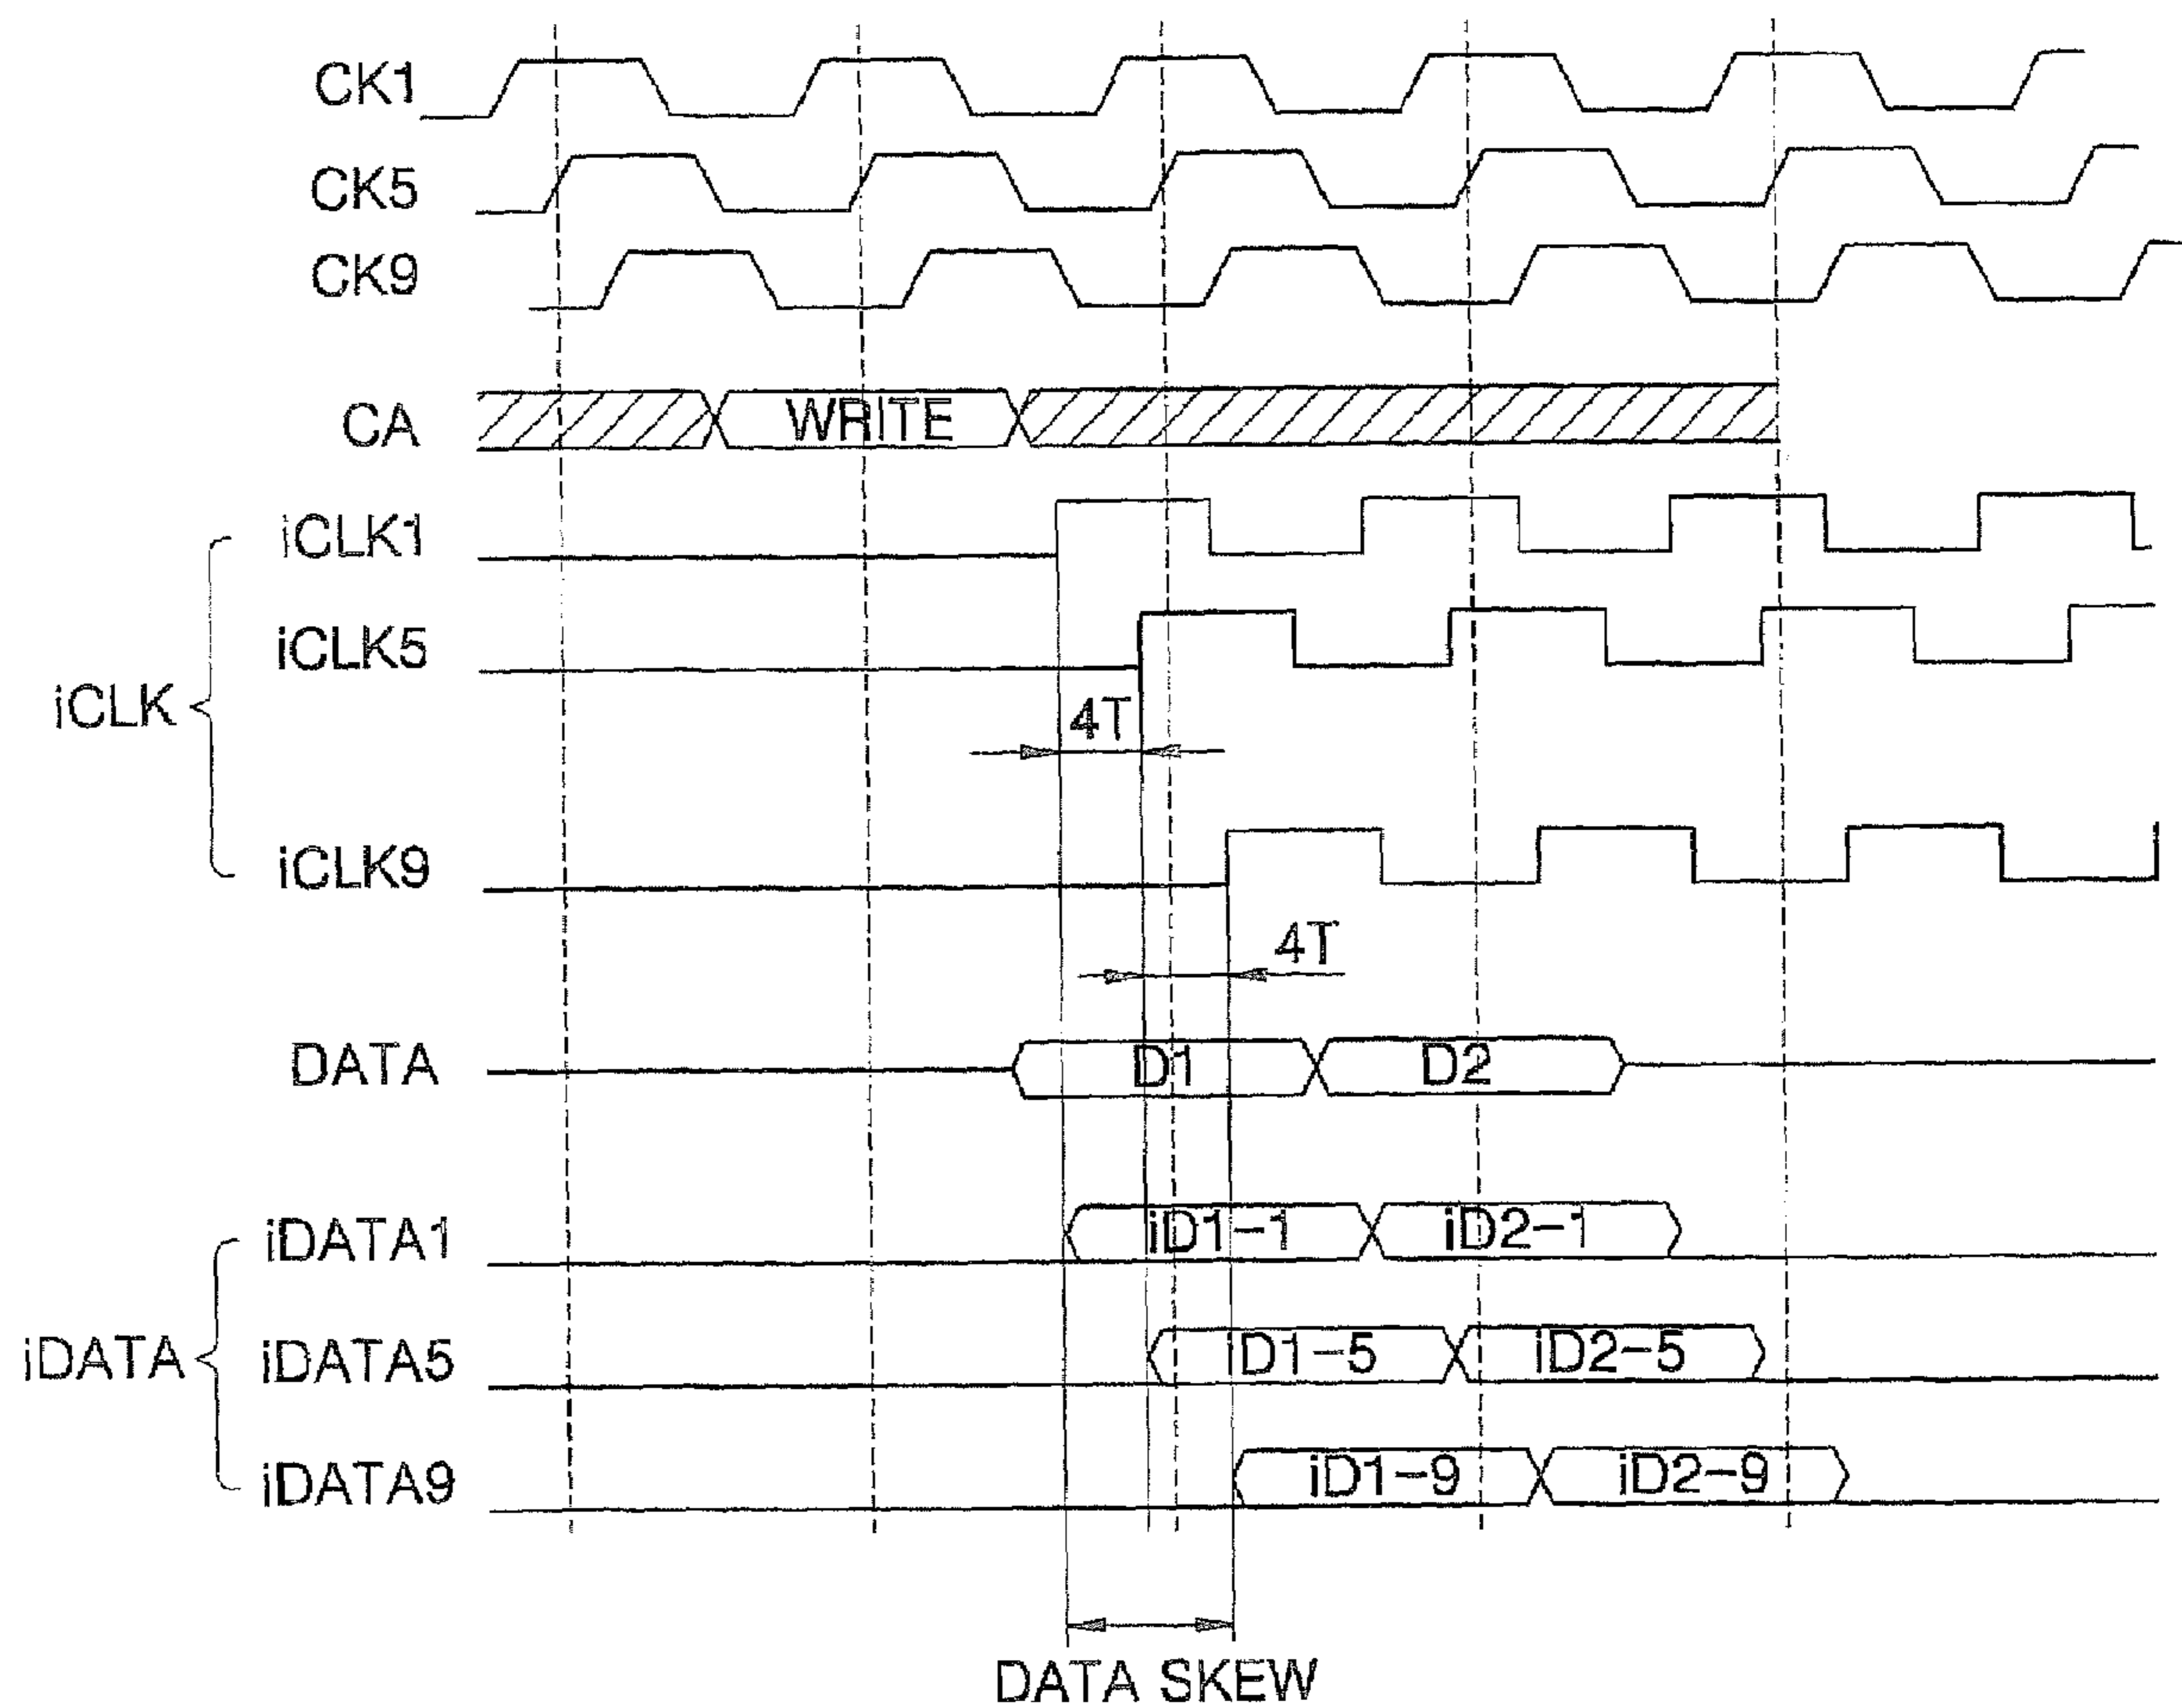 CK1
CK5
CK9
CA
WRITE
iCLK
iCLK1
iCLK5
4T
iCLK9
4T
DATA
D1
D2
iDATA
iDATA1
iD1-1
iD2-1
iDATA5
iD1-5
iD2-5
iDATA9
iD1-9
iD2-9
DATA SKEW